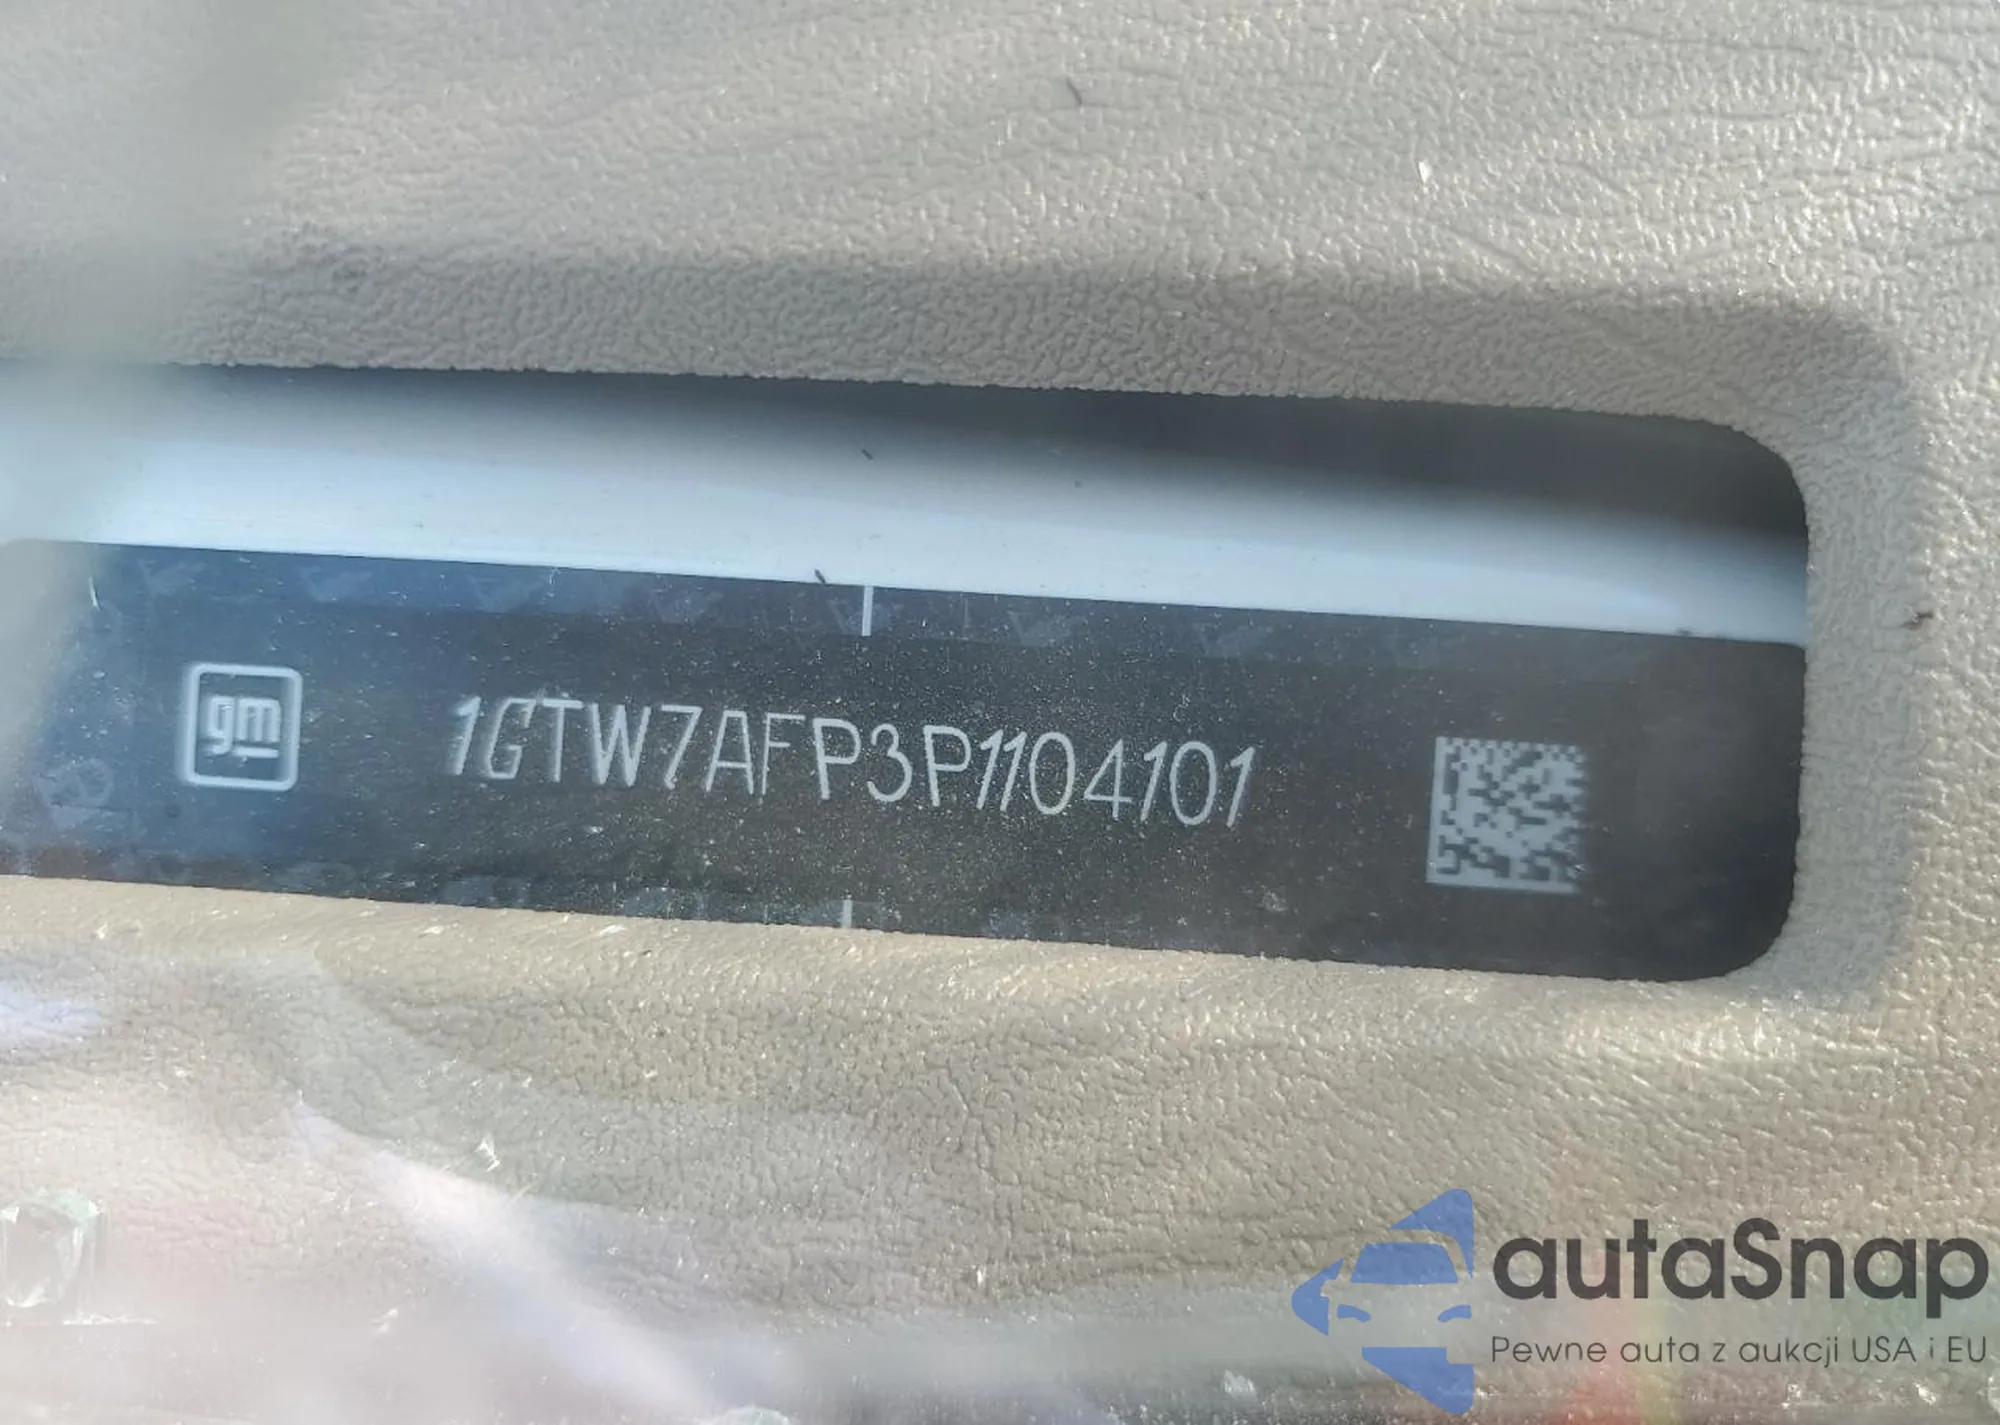 gm
1GTW7AFP3P1104101
autaSnap
Pewne auta z aukcji USA i EU